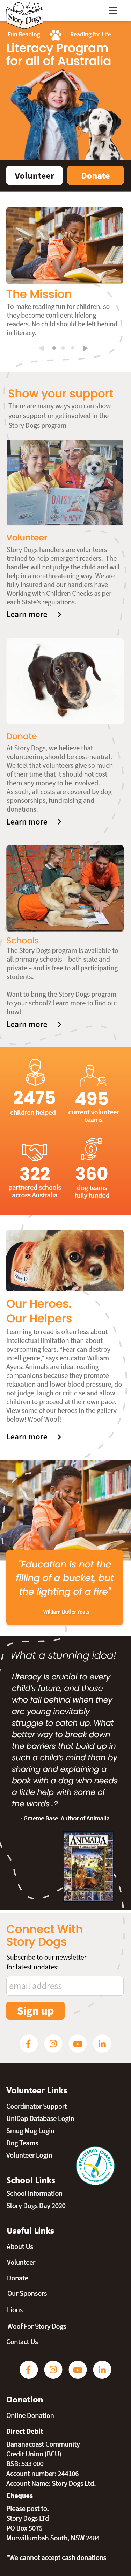 Story Dogs
Fun Reading
Reading for Life
Literacy Program
for all of Australia
Volunteer
Donate
The Mission
To make reading fun for children, so
they become confident lifelong
readers. No child should be left behind
in literacy.
Show your support
There are many ways you can show
your support or get involved in the
Story Dogs program
Volunteer
Story Dogs handlers are volunteers
trained to help emergent readers. The
handler will not judge the child and will
help in a non-threatening way. We are
fully insured and our handlers have
Working with Children Checks as per
each State's regulations.
Learn more
Donate
At Story Dogs, we believe that
volunteering should be cost-neutral.
We feel that volunteers give so much
of their time that it should not cost
them any money to be involved.
As such, all costs are covered by dog
sponsorships, fundraising and
donations.
Learn more
Schools
The Story Dogs program is available to
all primary schools – both state and
private – and is free to all participating
students.
Want to bring the Story Dogs program
to your school? Learn more to find out
how!
Learn more
2475
children helped
495
current volunteer
teams
322
partnered schools
across Australia
360
dog teams
fully funded
Our Heroes.
Our Helpers
Learning to read is often less about
intellectual limitation than about
overcoming fears. "Fear can destroy
intelligence," says educator William
Ayers. Animals are ideal reading
companions because they promote
relaxation and lower blood pressure, do
not judge, laugh or criticise and allow
children to proceed at their own pace.
View some of our heroes in the gallery
below! Woof Woof!
Learn more
"Education is not the
filling of a bucket, but
the lighting of a fire"
- William Butler Yeats
What a stunning idea!
Literacy is crucial to every
child's future, and those
who fall behind when they
are young inevitably
struggle to catch up. What
better way to break down
the barriers that build up in
such a child's mind than by
sharing and explaining a
book with a dog who needs
a little help with some of
the words...?
- Graeme Base, Author of Animalia
ANIMALIA
Connect With
Story Dogs
Subscribe to our newsletter
for latest updates:
email address
Sign up
Volunteer Links
Coordinator Support
UniDap Database Login
Smug Mug Login
Dog Teams
Volunteer Login
REGISTERED CHARITY
School Links
School Information
Story Dogs Day 2020
Useful Links
About Us
Volunteer
Donate
Our Sponsors
Lions
Woof For Story Dogs
Contact Us
Donation
Online Donation
Direct Debit
Bananacoast Community
Credit Union (BCU)
BSB: 533 000
Account number: 244106
Account Name: Story Dogs Ltd.
Cheques
Please post to:
Story Dogs LTd
PO Box 5075
Murwillumbah South, NSW 2484
*We cannot accept cash donations